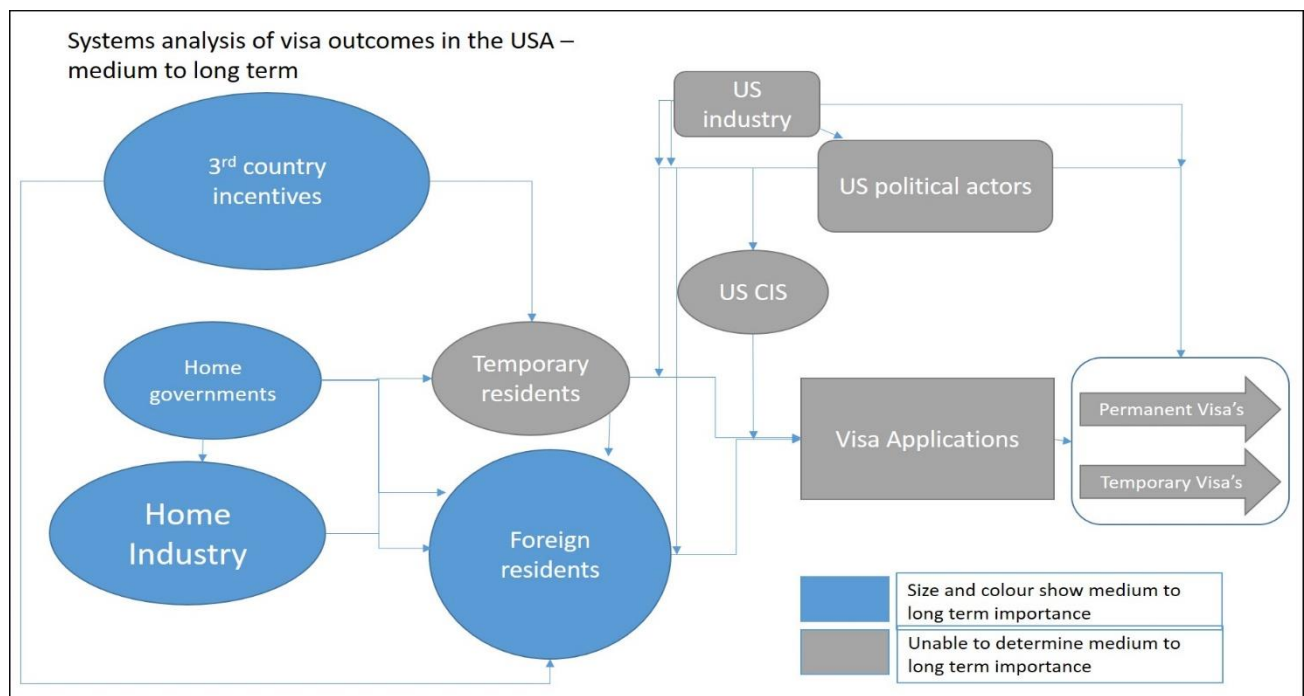 Systems analysis of visa outcomes in the USA –
medium to long term
3rd country
incentives
US
industry
US political actors
US CIS
Home
governments
Temporary
residents
Visa Applications
Permanent Visa's
Temporary Visa's
Home
Industry
Foreign
residents
Size and colour show medium to
long term importance
Unable to determine medium to
long term importance